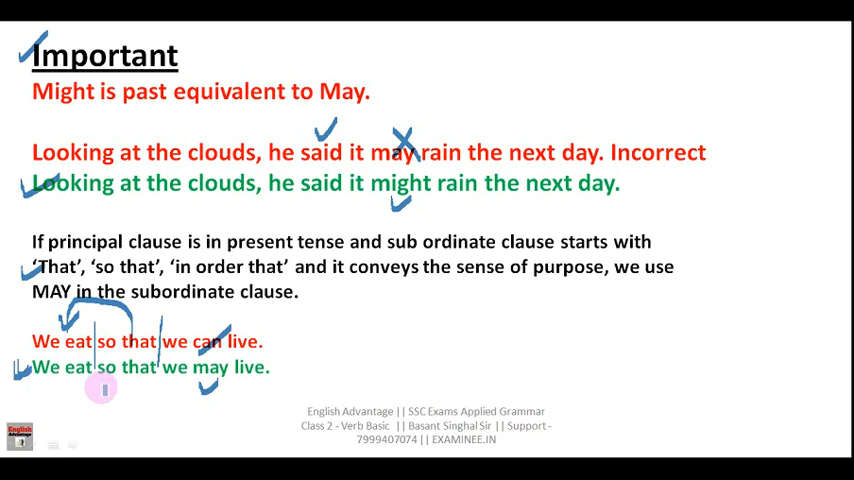 Important
Might is past equivalent to May.
Looking at the clouds, he said it may rain the next day. Incorrect
Looking at the clouds, he said it might rain the next day.
If principal clause is in present tense and sub ordinate clause starts with
‘That’, ‘so that’, ‘in order that’ and it conveys the sense of purpose, we use
MAY in the subordinate clause.
We eat so that we can live.
We eat so that we may live.
English Advantage || SSC Exams Applied Grammar
Class 2 - Verb Basic || Basant Singhal Sir || Support -
7999407074 || EXAMINEE.IN
English
Advantage